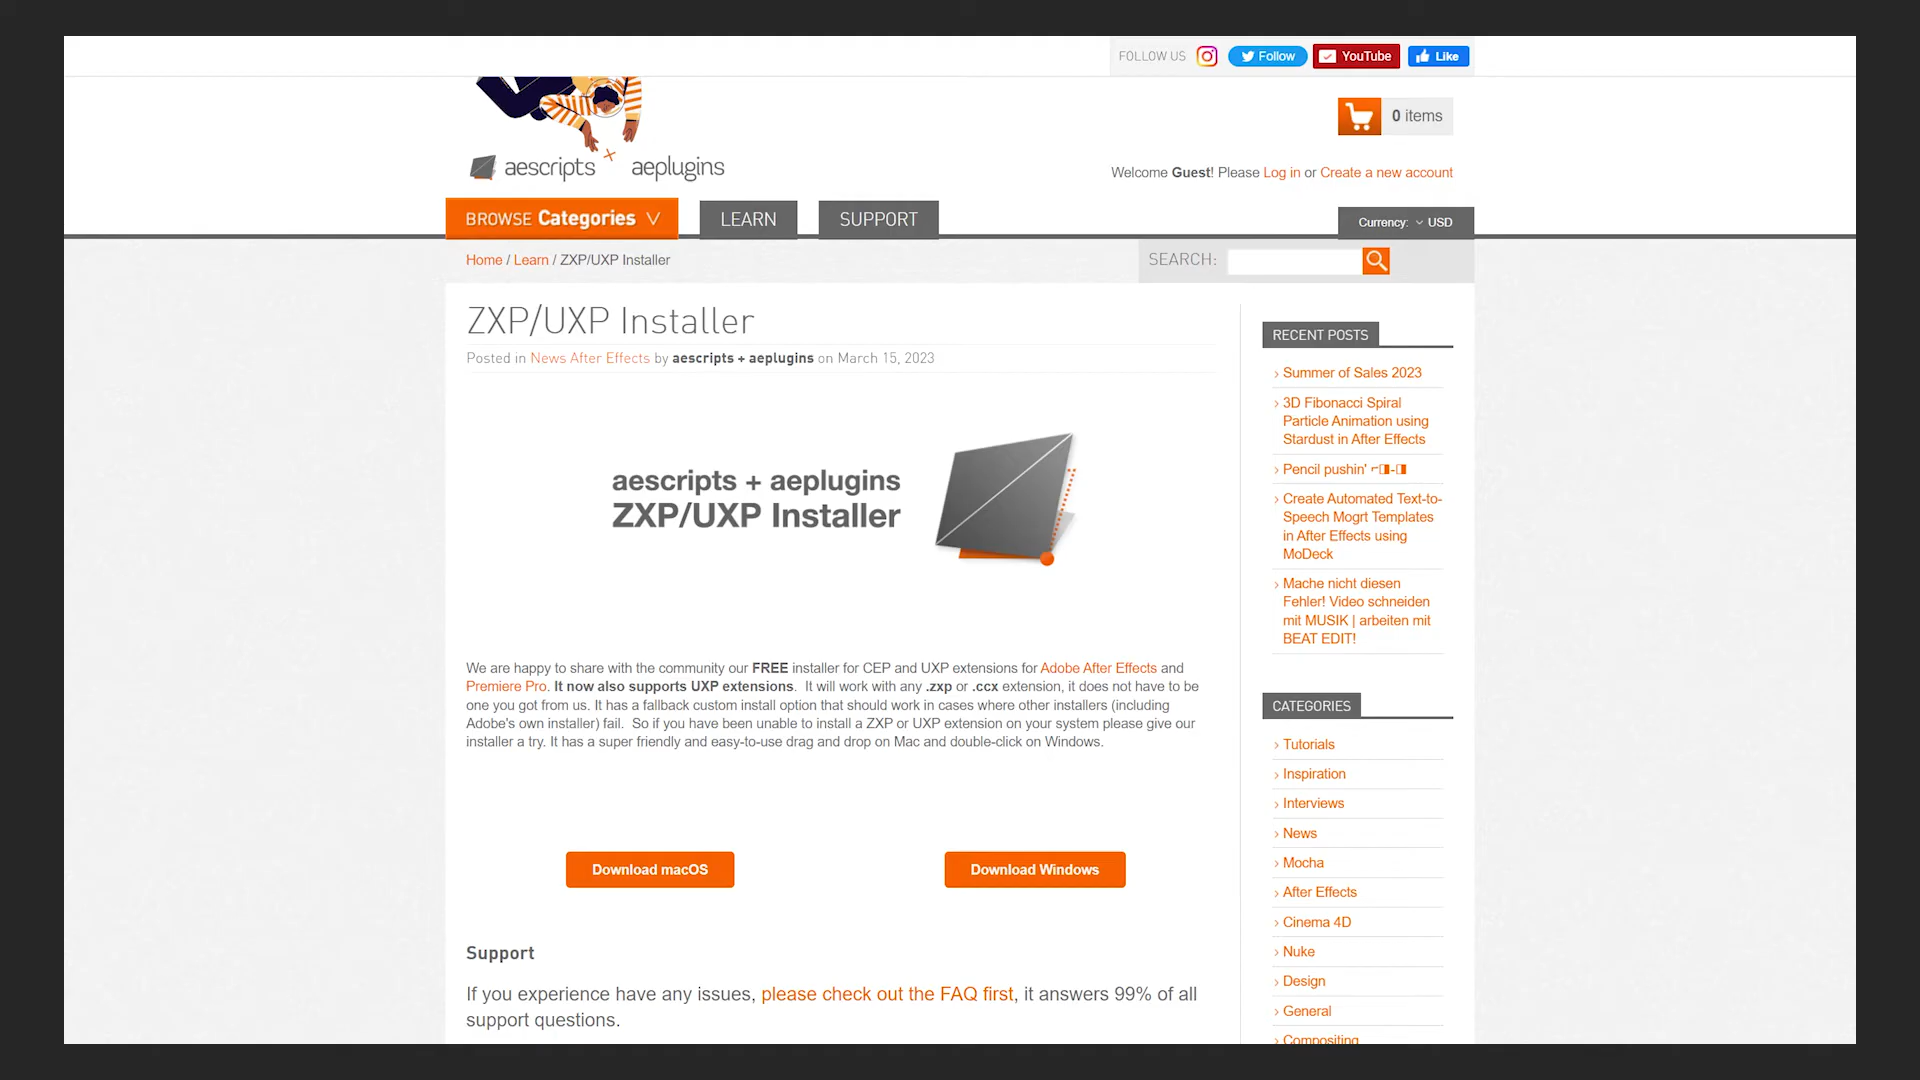 FOLLOW US
Follow
YouTube
Like
0 items
aescripts + aeplugins
Welcome Guest! Please Log in or Create a new account
BROWSE Categories
LEARN
SUPPORT
Currency: USD
Home / Learn / ZXP/UXP Installer
SEARCH:
ZXP/UXP Installer
Posted in News After Effects by aescripts + aeplugins on March 15, 2023
aescripts + aeplugins
ZXP/UXP Installer
We are happy to share with the community our FREE installer for CEP and UXP extensions for Adobe After Effects and
Premiere Pro. It now also supports UXP extensions. It will work with any .zxp or .ccx extension, it does not have to be
one you got from us. It has a fallback custom install option that should work in cases where other installers (including
Adobe's own installer) fail. So if you have been unable to install a ZXP or UXP extension on your system please give our
installer a try. It has a super friendly and easy-to-use drag and drop on Mac and double-click on Windows.
Download macOS
Download Windows
Support
If you experience have any issues, please check out the FAQ first, it answers 99% of all
support questions.
RECENT POSTS
Summer of Sales 2023
3D Fibonacci Spiral
Particle Animation using
Stardust in After Effects
Pencil pushin'
Create Automated Text-to-
Speech Mogrt Templates
in After Effects using
MoDeck
Mache nicht diesen
Fehler! Video schneiden
mit MUSIK | arbeiten mit
BEAT EDIT!
CATEGORIES
Tutorials
Inspiration
Interviews
News
Mocha
After Effects
Cinema 4D
Nuke
Design
General
Compositing